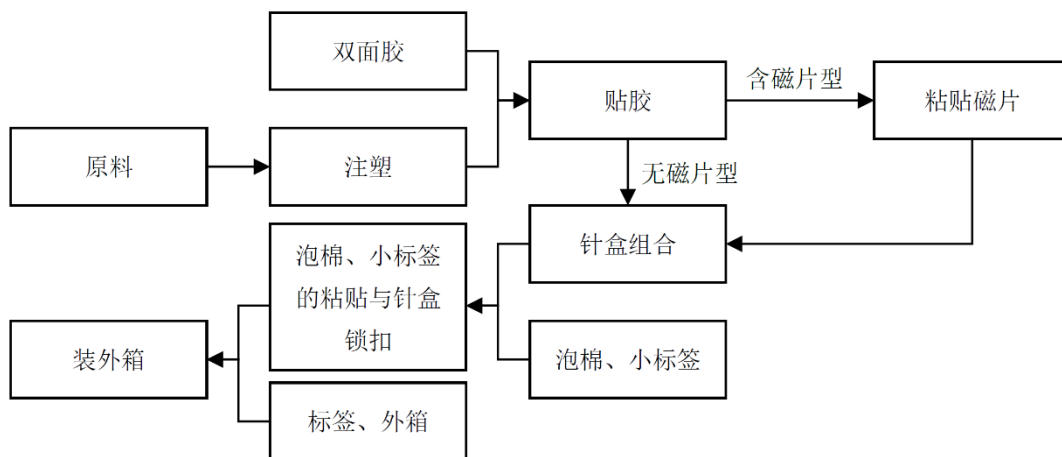 双面胶
贴胶
含磁片型
粘贴磁片
原料
注塑
无磁片型
针盒组合
泡棉、小标签
的粘贴与针盒
锁扣
装外箱
泡棉、小标签
标签、外箱